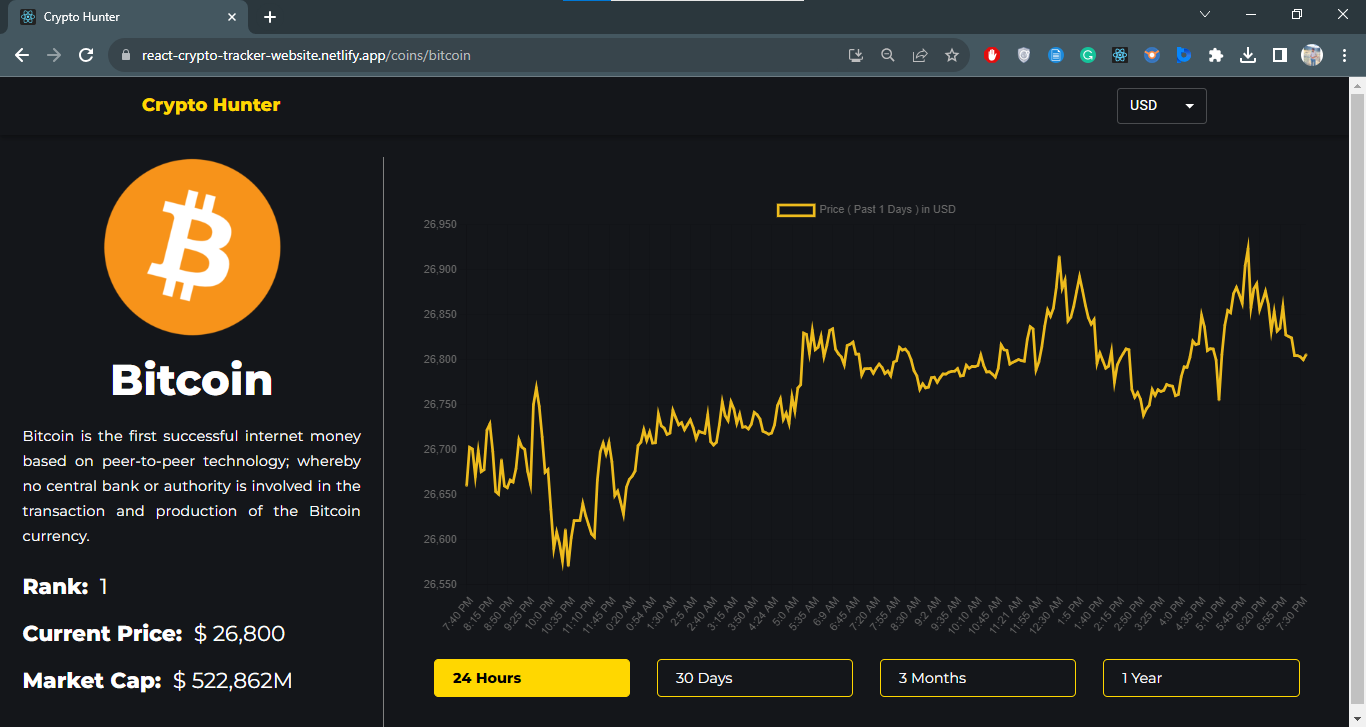 Crypto Hunter
react-crypto-tracker-website.netlify.app/coins/bitcoin
Crypto Hunter
USD
Bitcoin
Bitcoin is the first successful internet money
based on peer-to-peer technology; whereby
no central bank or authority is involved in the
transaction and production of the Bitcoin
currency.
Rank: 1
Current Price: $ 26,800
Market Cap: $ 522,862M
Price ( Past 1 Days ) in USD
26,950
26,900
26,850
26,800
26,750
26,700
26,650
26,600
26,550
7:40 PM
8:15 PM
8:50 PM
9:25 PM
10:0 PM
10:35 PM
11:10 PM
11:45 PM
0:20 AM
0:54 AM
1:30 AM
2:5 AM
2:40 AM
3:15 AM
3:50 AM
4:24 AM
5:0 AM
5:35 AM
6:9 AM
6:45 AM
7:20 AM
7:55 AM
8:30 AM
9:2 AM
9:35 AM
10:10 AM
10:45 AM
11:21 AM
11:55 AM
12:30 AM
1:5 PM
1:40 PM
2:15 PM
2:50 PM
3:25 PM
4:0 PM
4:35 PM
5:10 PM
5:45 PM
6:20 PM
6:55 PM
7:30 PM
24 Hours
30 Days
3 Months
1 Year